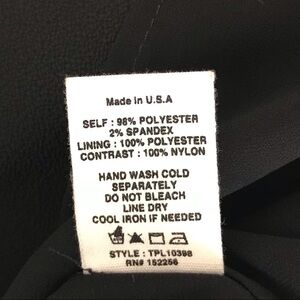 Made in U.S.A
SELF : 98% POLYESTER
2% SPANDEX
LINING : 100% POLYESTER
CONTRAST : 100% NYLON
HAND WASH COLD
SEPARATELY
DO NOT BLEACH
LINE DRY
COOL IRON IF NEEDED
STYLE : TPL10398
RN# 152256